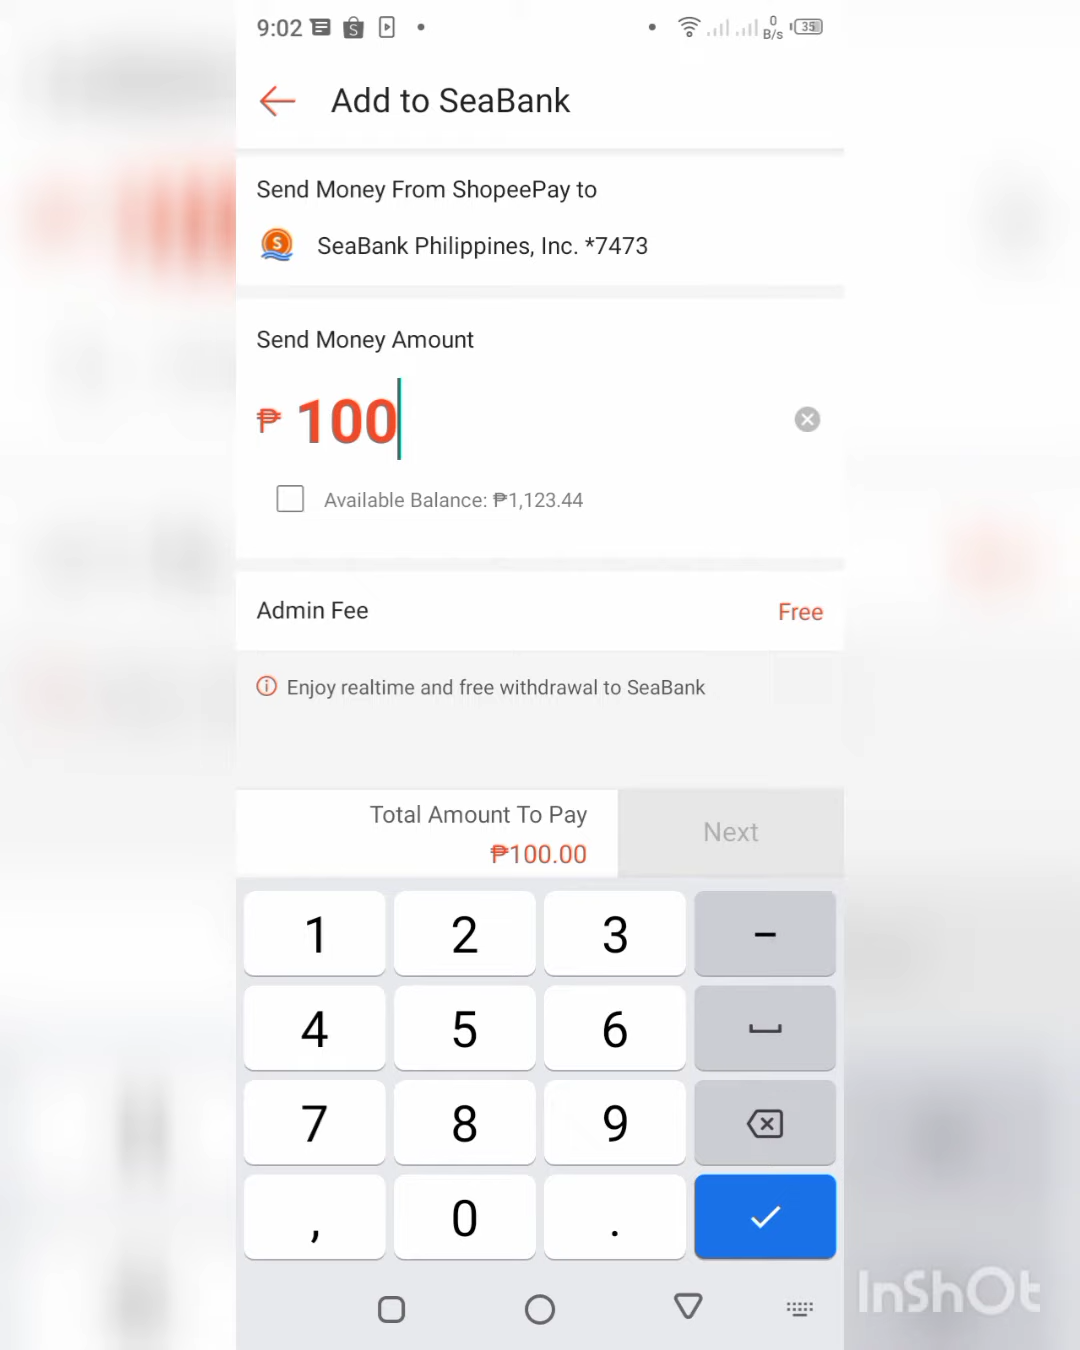 9:02
0
B/s
35
Add to SeaBank
Send Money From ShopeePay to
SeaBank Philippines, Inc. *7473
Send Money Amount
₱ 100
Available Balance: ₱1,123.44
Admin Fee
Free
Enjoy realtime and free withdrawal to SeaBank
Total Amount To Pay
₱100.00
Next
1 2 3 –
4 5 6
7 8 9
, 0 .
InShOt